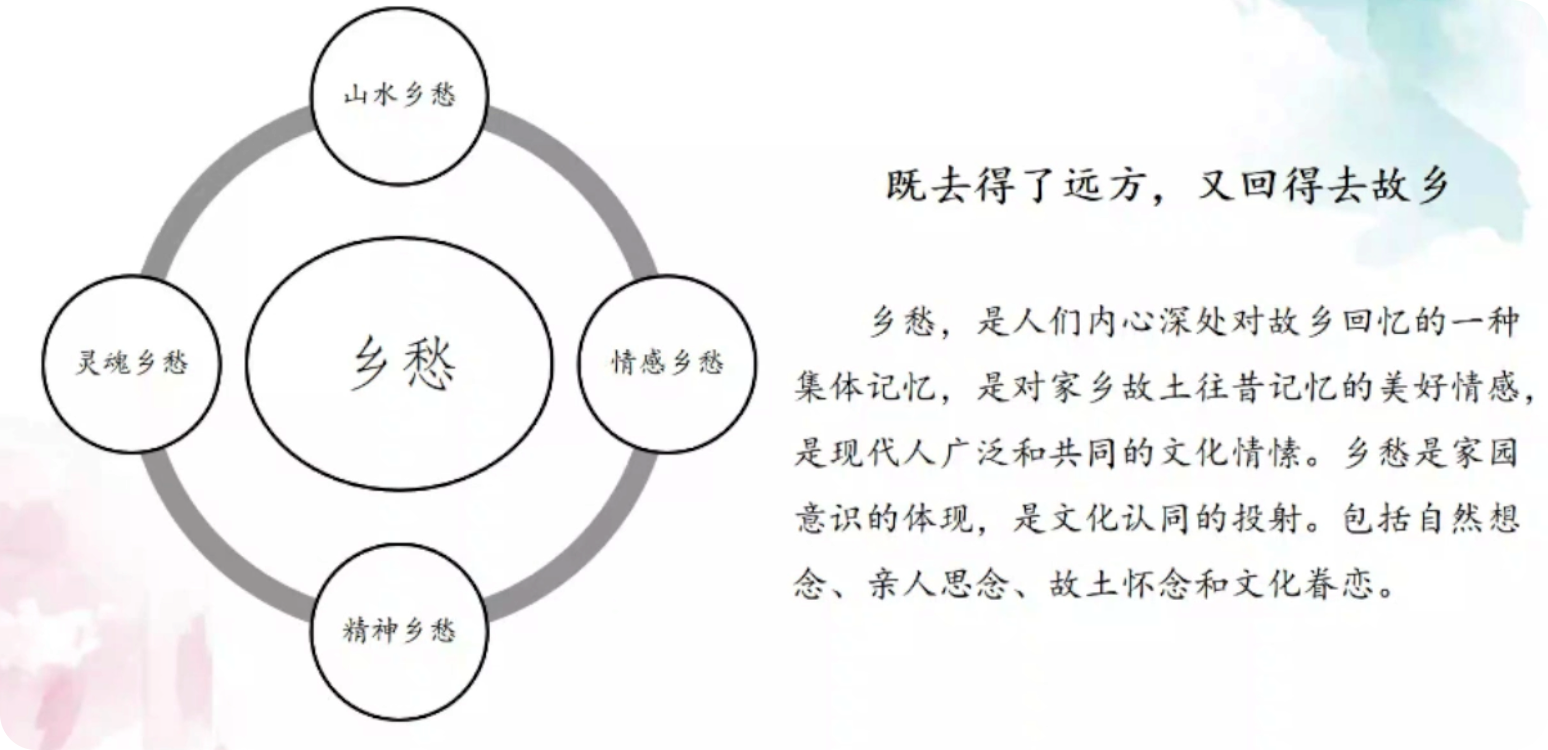 山水乡愁
灵魂乡愁
乡愁
情感乡愁
精神乡愁
既去得了远方，又回得去故乡
乡愁，是人们内心深处对故乡回忆的一种
集体记忆，是对家乡故土往昔记忆的美好情感，
是现代人广泛和共同的文化情愫。乡愁是家园
意识的体现，是文化认同的投射。包括自然想
念、亲人思念、故土怀念和文化眷恋。